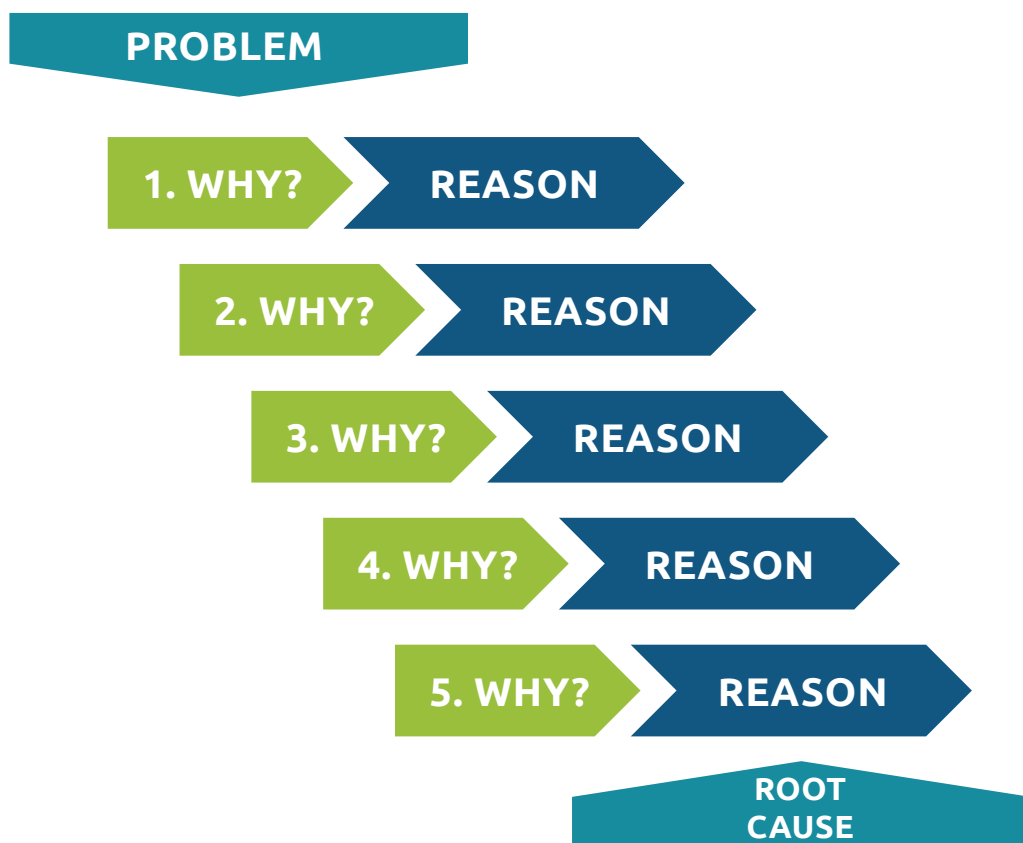 PROBLEM
1. WHY? REASON
2. WHY? REASON
3. WHY? REASON
4. WHY? REASON
5. WHY? REASON
ROOT
CAUSE